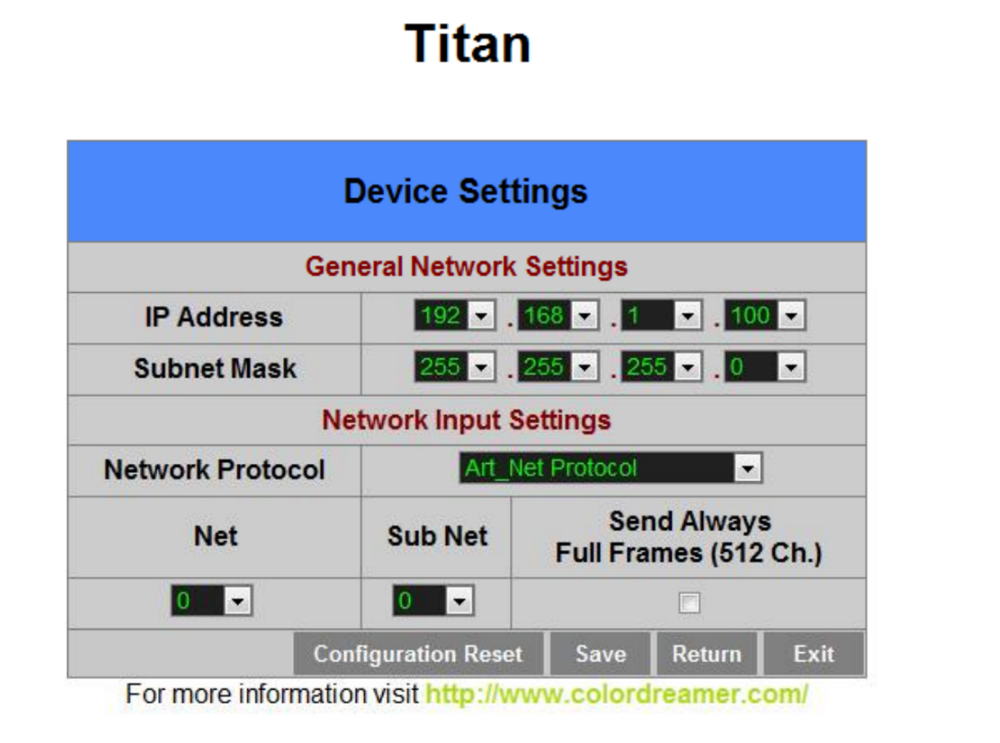 Titan
Device Settings
General Network Settings
IP Address 192 . 168 . 1 . 100
Subnet Mask 255 . 255 . 255 . 0
Network Input Settings
Network Protocol Art_Net Protocol
Net Sub Net Send Always
Full Frames (512 Ch.)
0 0
Configuration Reset Save Return Exit
For more information visit http://www.colordreamer.com/